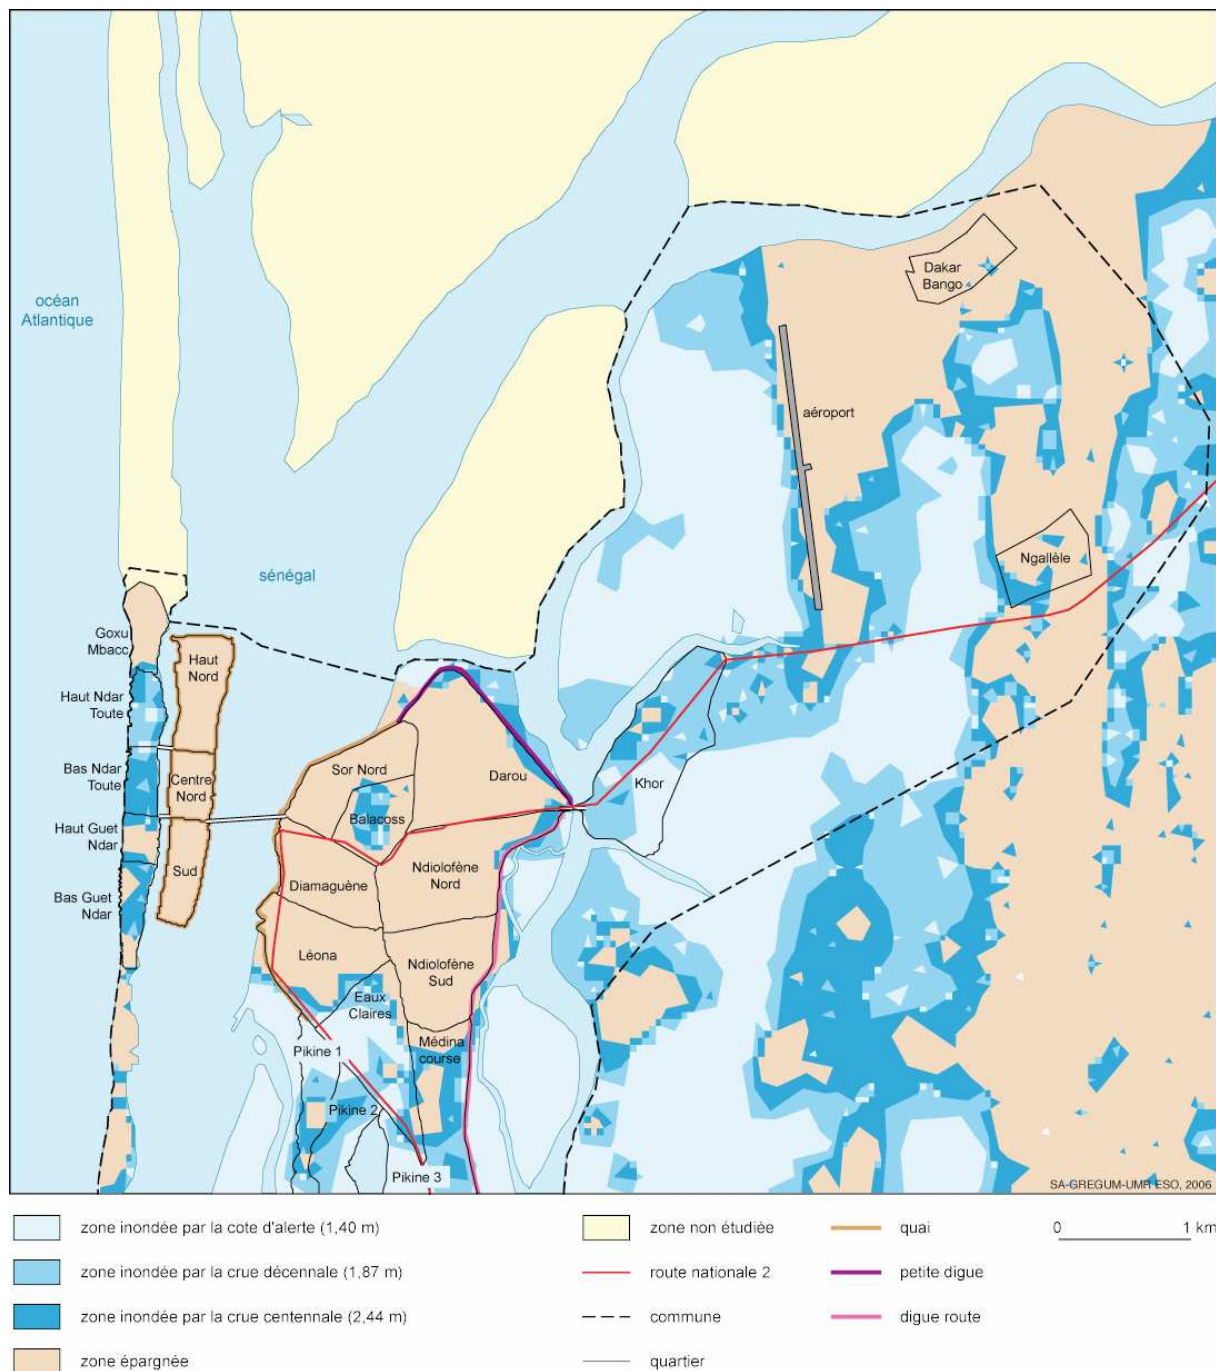 Dakar
Bango
océan
Atlantique
aéroport
Ngallèle
sénégal
Goxu
Mbacc
Haut
Nord
Haut Ndar
Toute
Sor Nord
Darou
Bas Ndar
Toute
Centre
Nord
Khor
Balacoss
Haut Guet
Ndar
Sud
Diamaguène
Ndiolofène
Nord
Bas Guet
Ndar
Léona
Ndiolofène
Sud
Eaux
Claires
Médina
course
Pikine 1
Pikine 2
Pikine 3
SA-GREGUM-UMR ESO, 2006
zone inondée par la cote d'alerte (1,40 m)
zone inondée par la crue décennale (1,87 m)
zone inondée par la crue centennale (2,44 m)
zone épargnée
zone non étudiée
route nationale 2
commune
quartier
quai
petite digue
digue route
0 1 km